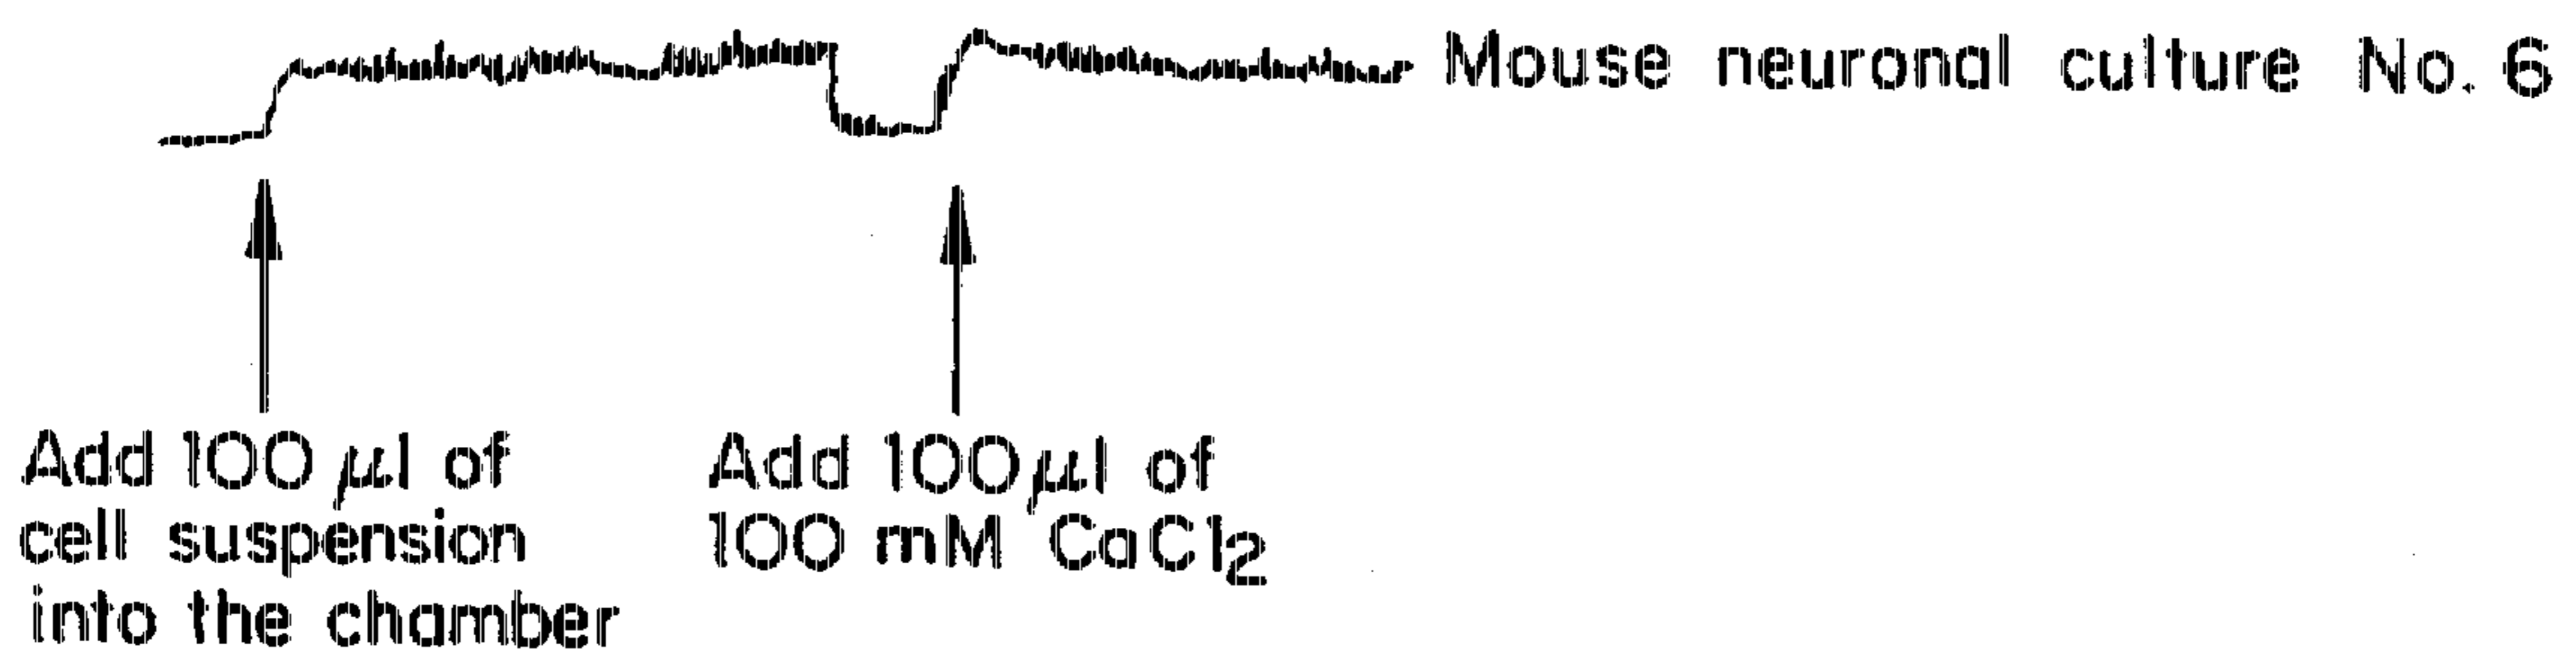 Mouse neuronal culture No. 6
Add 100 μl of
cell suspension
into the chamber
Add 100 μl of
100 mM CaCl2